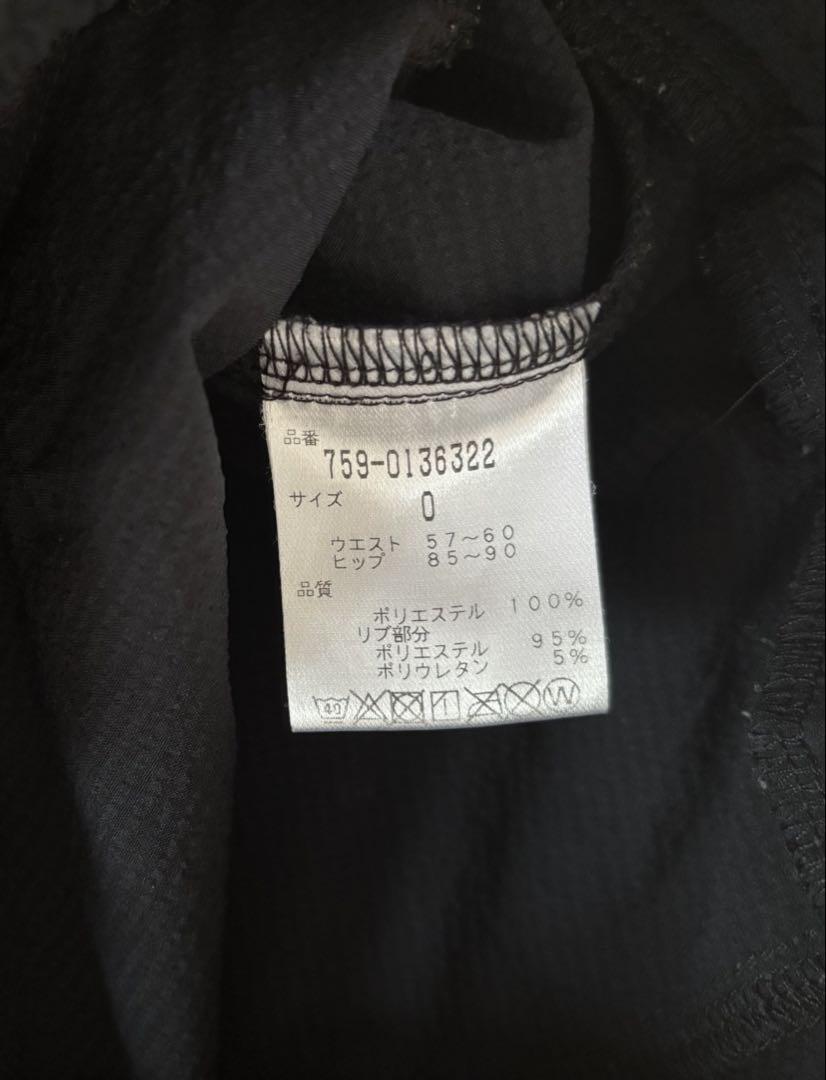 品番
759-0136322
サイズ 0
ウエスト 57~60
ヒップ 85~90
品質
ポリエステル 100%
リブ部分
ポリエステル 95%
ポリウレタン 5%
40 W